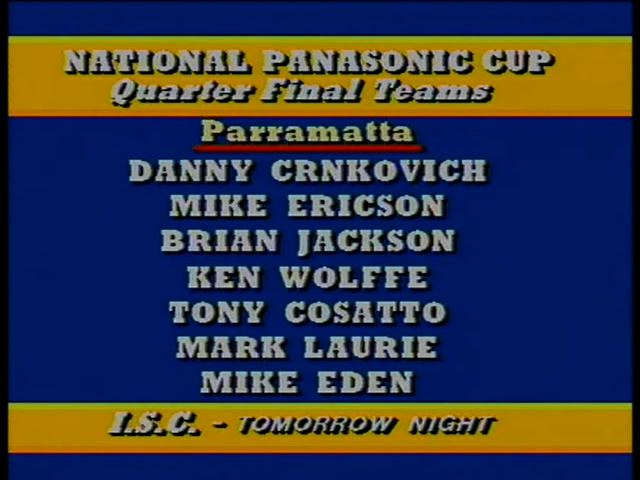 NATIONAL PANASONIC CUP
Quarter Final Teams
Parramatta
DANNY CRNKOVICH
MIKE ERICSON
BRIAN JACKSON
KEN WOLFFE
TONY COSATTO
MARK LAURIE
MIKE EDEN
I.S.C. - TOMORROW NIGHT